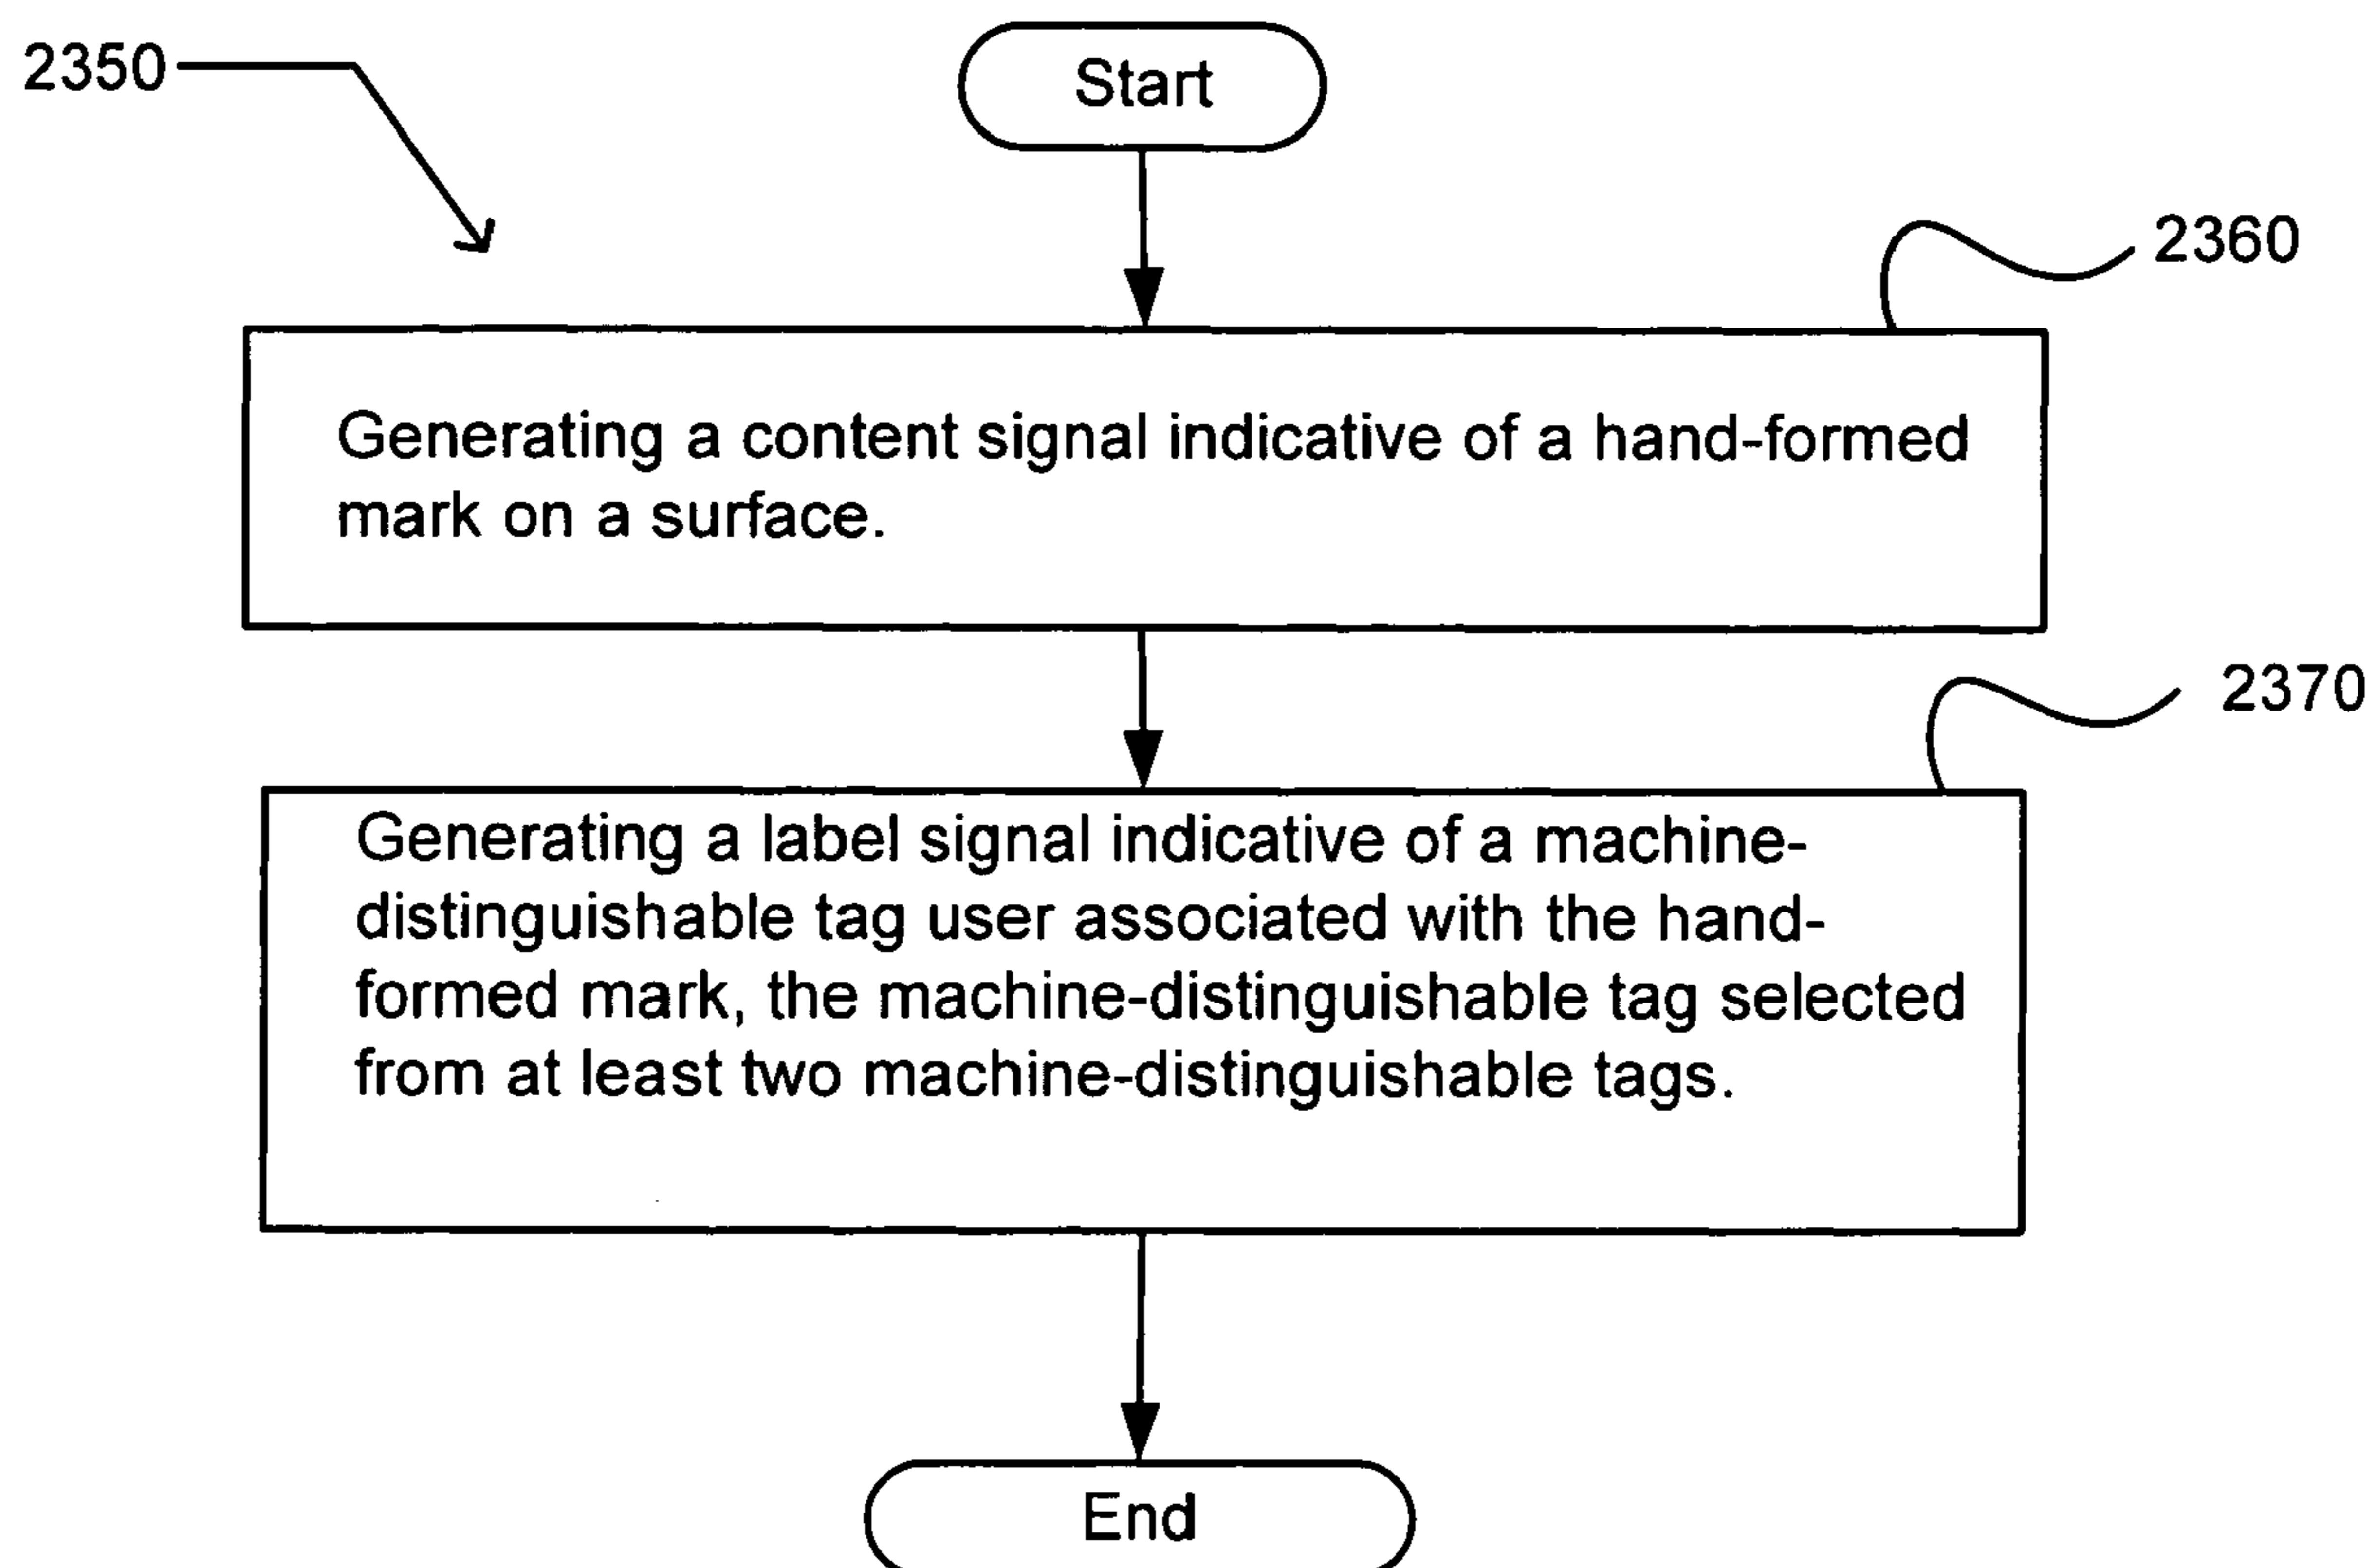 2350
Start
2360
Generating a content signal indicative of a hand-formed
mark on a surface.
2370
Generating a label signal indicative of a machine-
distinguishable tag user associated with the hand-
formed mark, the machine-distinguishable tag selected
from at least two machine-distinguishable tags.
End